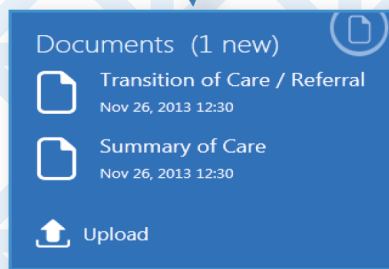 Documents (1 new)
Transition of Care / Referral
Nov 26, 2013 12:30
Summary of Care
Nov 26, 2013 12:30
Upload